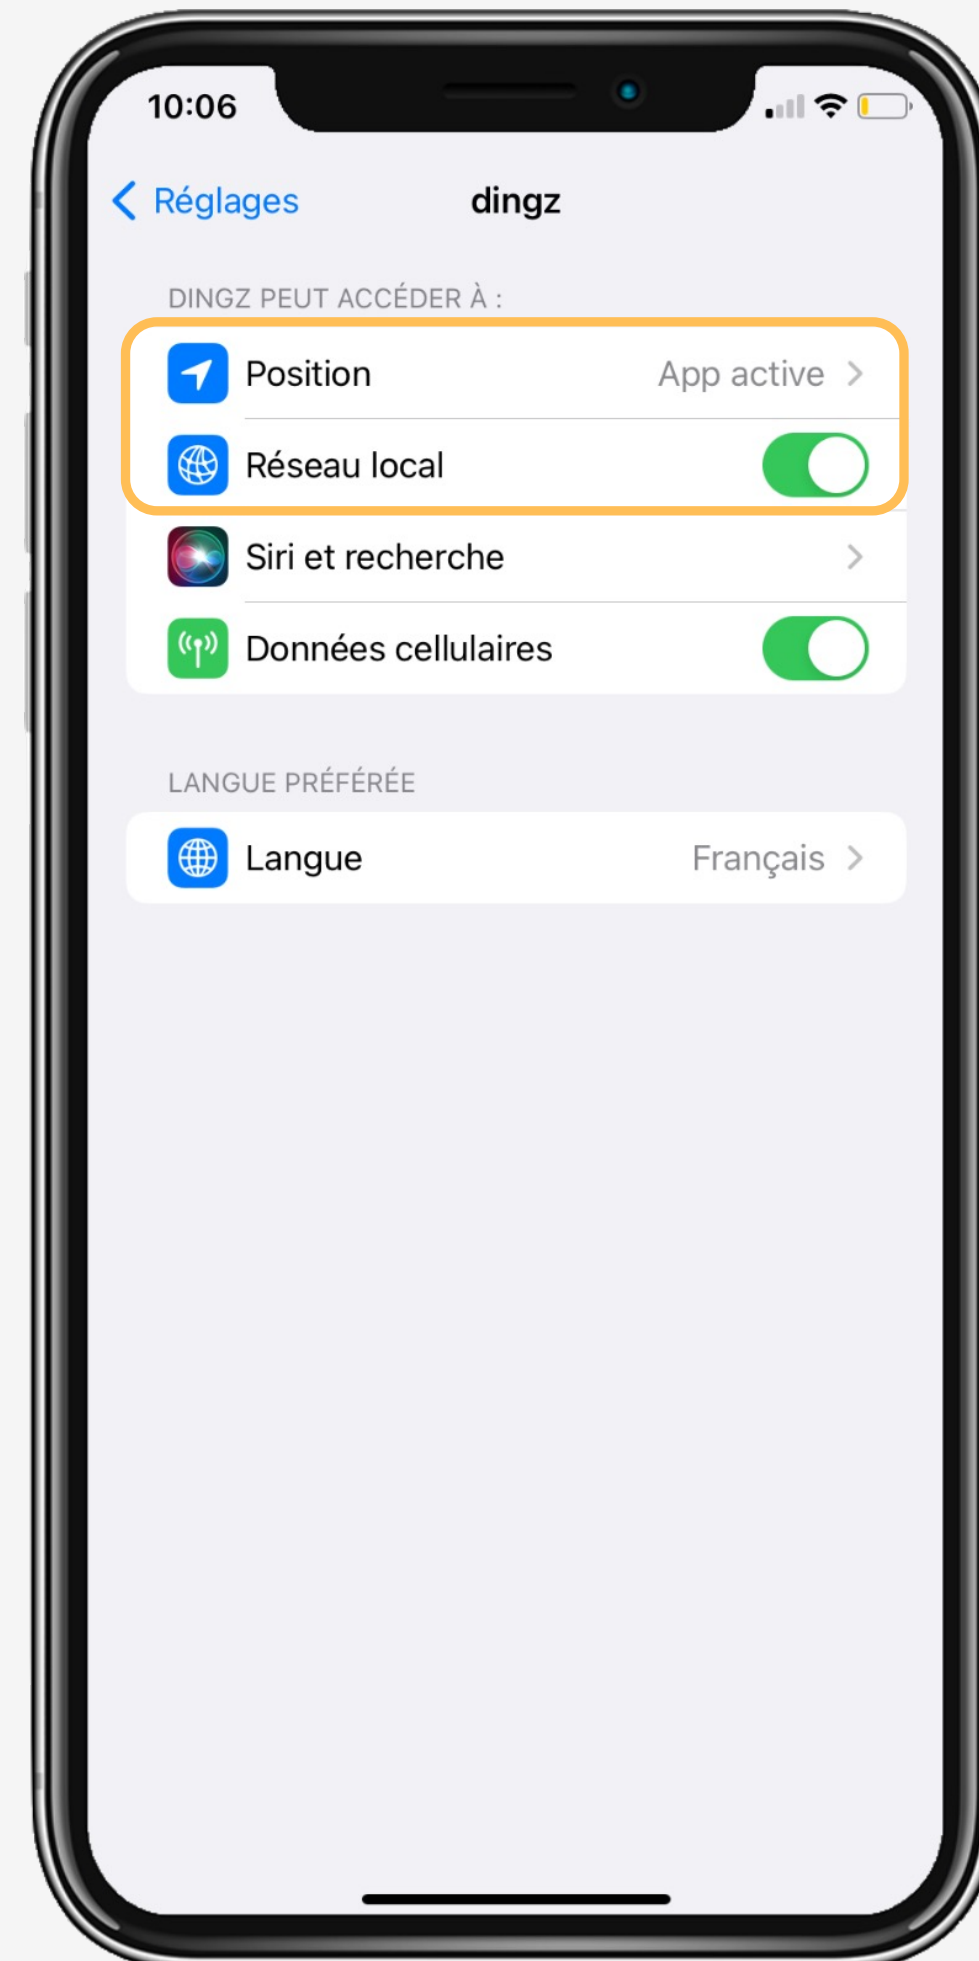 10:06
Réglages
dingz
DINGZ PEUT ACCÉDER À :
Position
App active
Réseau local
Siri et recherche
Données cellulaires
LANGUE PRÉFÉRÉE
Langue
Français